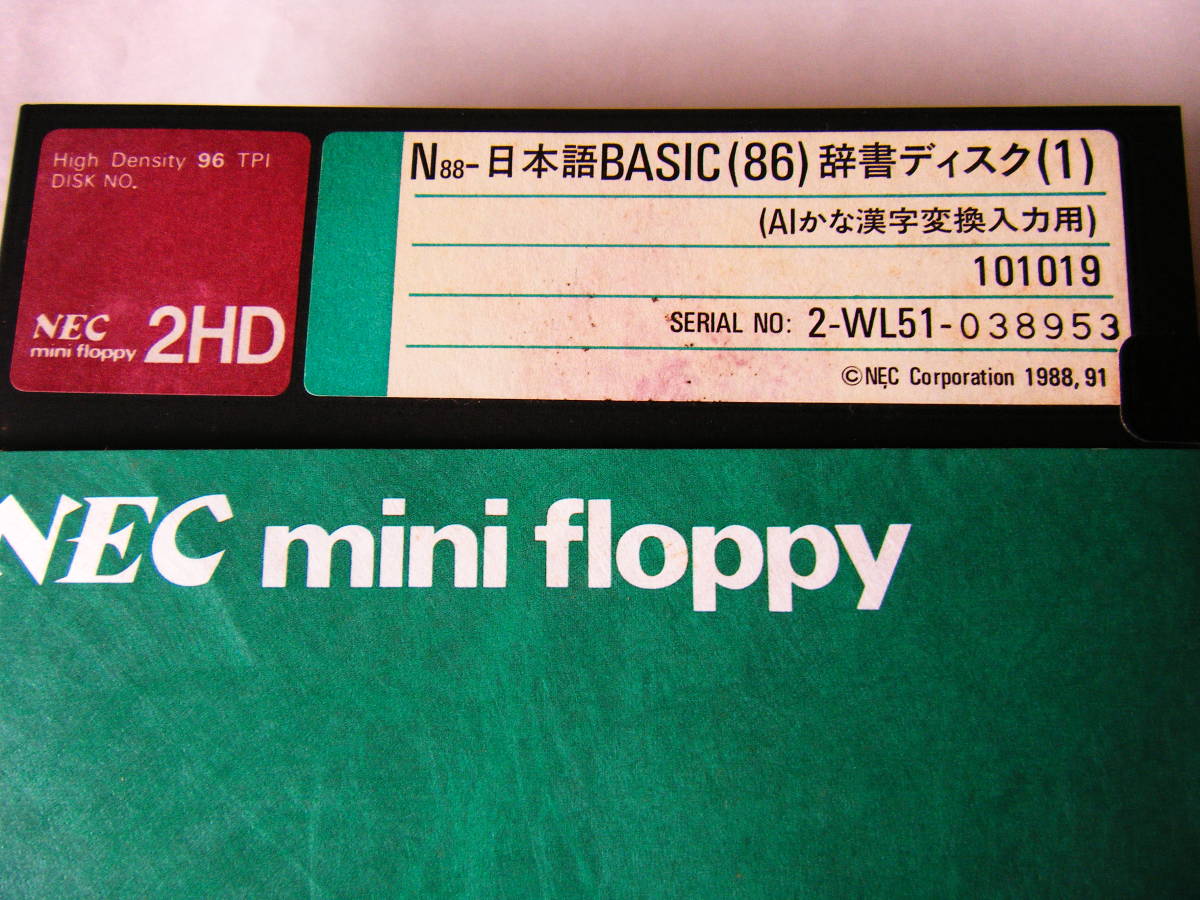 High Density 96 TPI
DISK NO.
NEC
mini floppy 2HD
N88-日本語BASIC(86) 辞書ディスク(1)
(AIかな漢字変換入力用)
101019
SERIAL NO: 2-WL51-038953
©NEC Corporation 1988, 91
NEC mini floppy